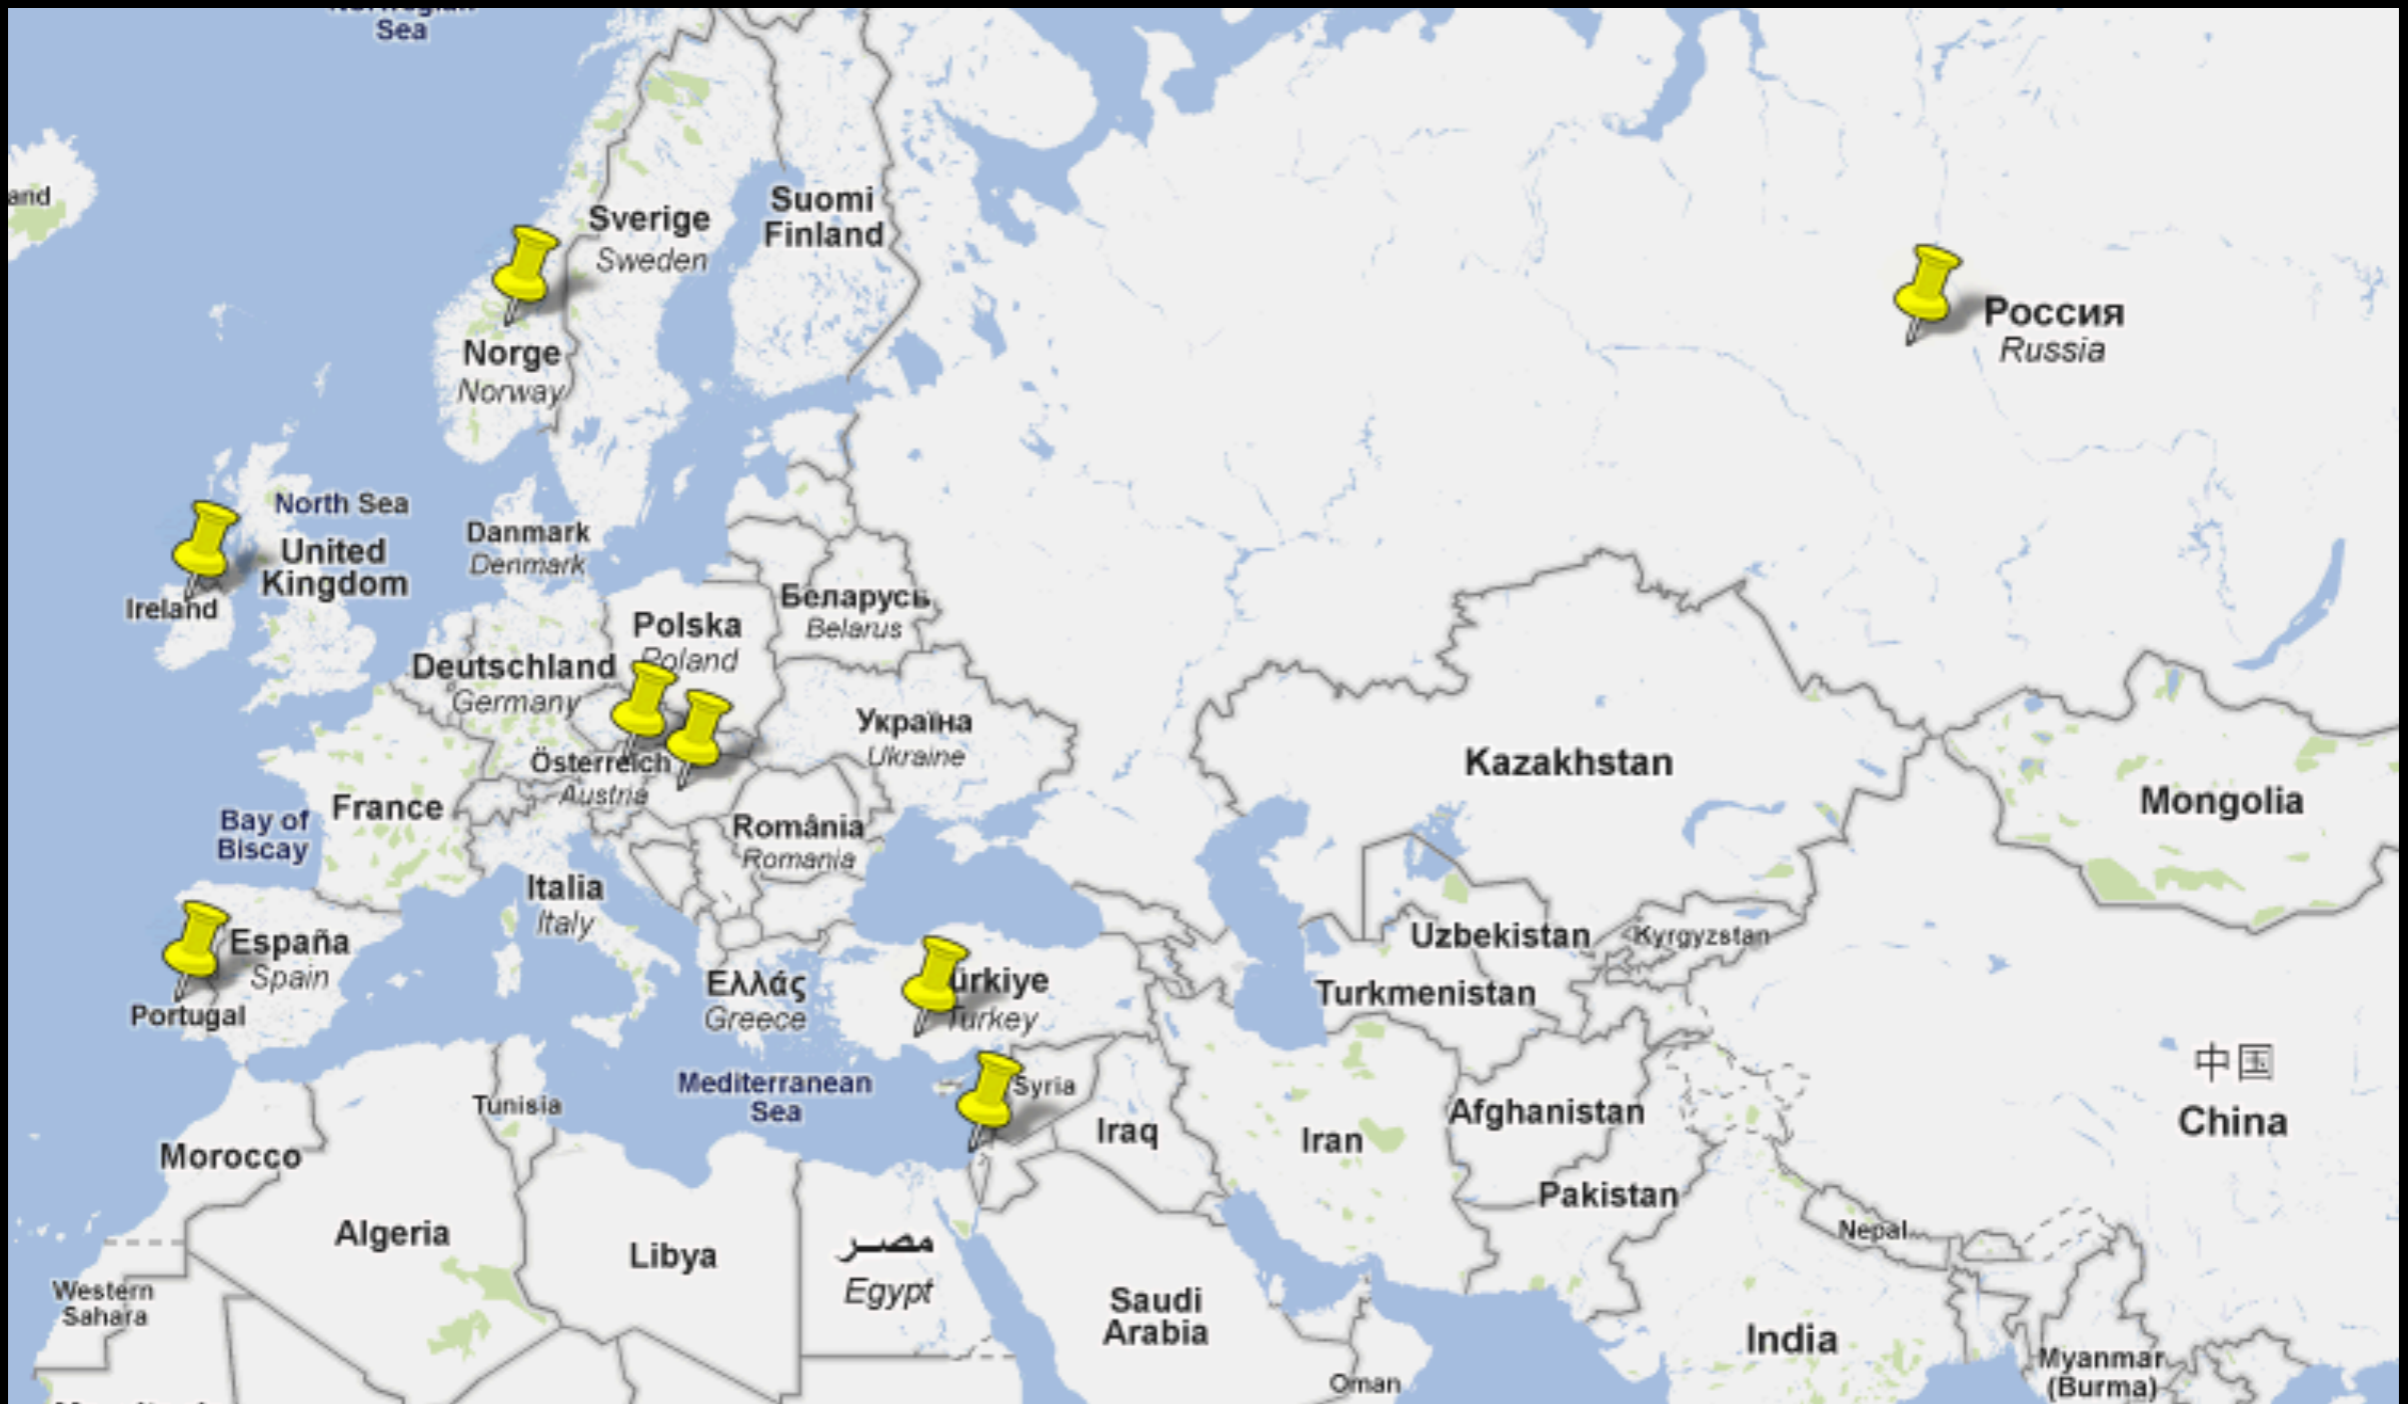 Sea
and
Sverige
Sweden
Suomi
Finland
Norge
Norway
Россия
Russia
North Sea
United
Kingdom
Ireland
Danmark
Denmark
Беларусь
Belarus
Polska
Poland
Deutschland
Germany
Україна
Ukraine
Österreich
Austria
Kazakhstan
Mongolia
France
Bay of
Biscay
România
Romania
Italia
Italy
España
Spain
Portugal
Ελλάς
Greece
ürkiye
Turkey
Uzbekistan
Kyrgyzstan
Turkmenistan
中国
China
Mediterranean
Sea
Syria
Tunisia
Iraq
Iran
Afghanistan
Pakistan
Morocco
Algeria
Libya
مصر
Egypt
Nepal
Western
Sahara
Saudi
Arabia
Oman
India
Myanmar
(Burma)